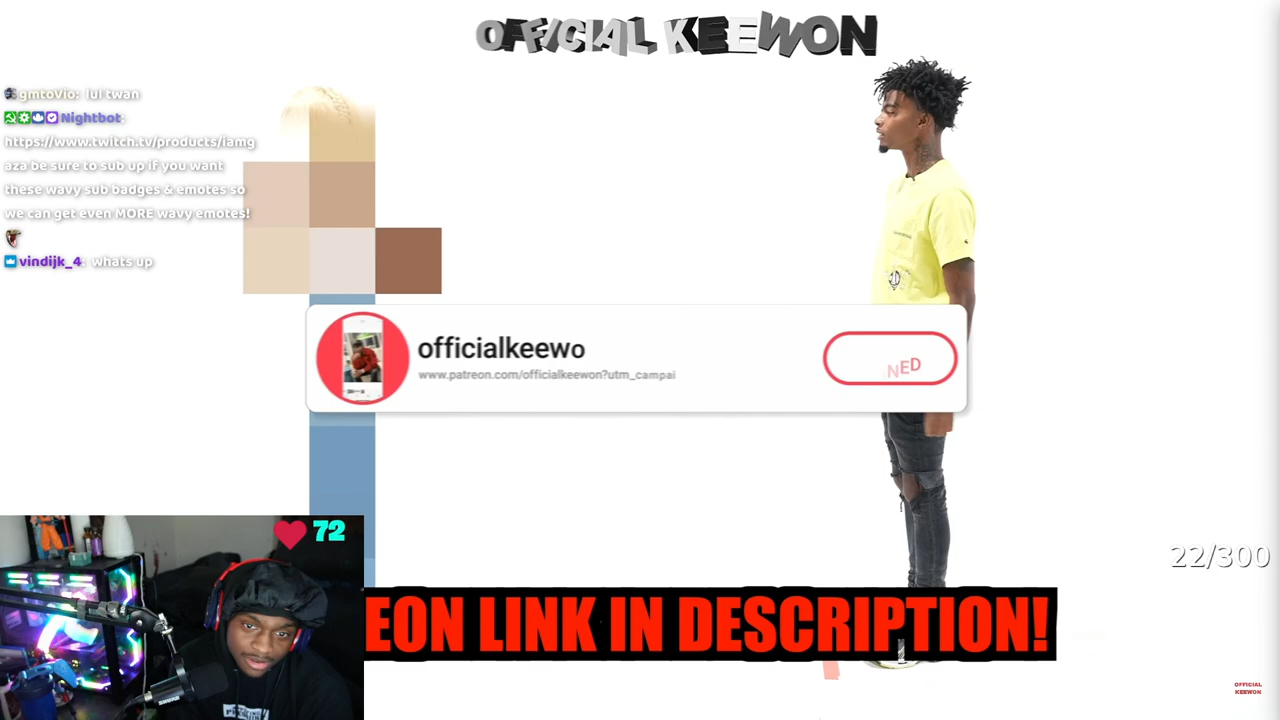 OFFICIAL KEEWON
gmtoVio: lul twan
Nightbot:
https://www.twitch.tv/products/iamg
aza be sure to sub up if you want
these wavy sub badges & emotes so
we can get even MORE wavy emotes!
vindijk_4: whats up
officialkeewo
www.patreon.com/officialkeewon?utm_campai
NED
72
22/300
EON LINK IN DESCRIPTION!
OFFICIAL
KEEWON